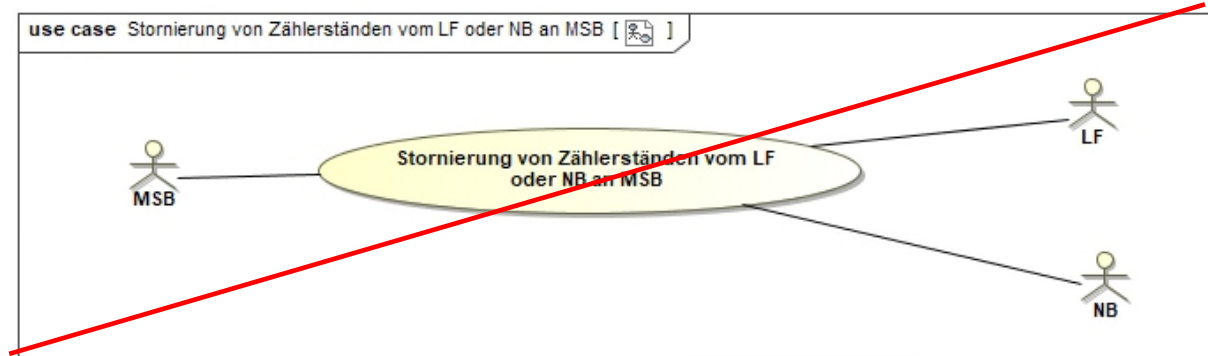 use case Stornierung von Zählerständen vom LF oder NB an MSB [ ]
LF
Stornierung von Zählerständen vom LF
oder NB an MSB
MSB
NB